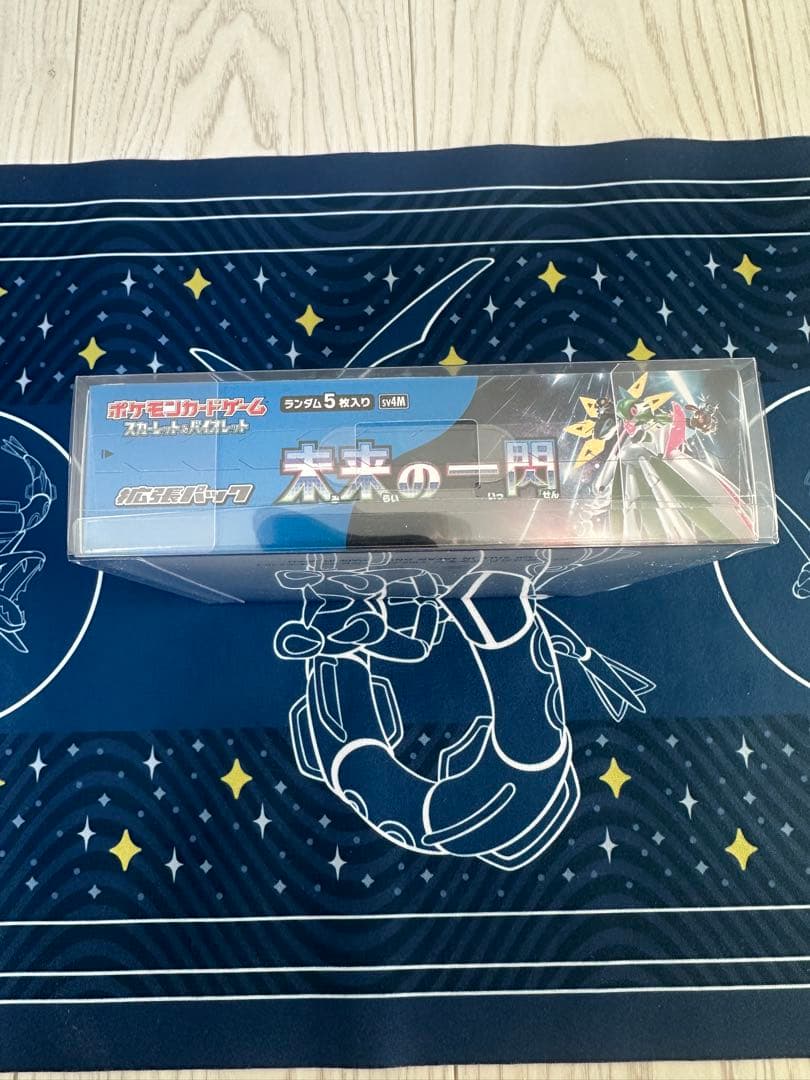 ポケモンカードゲーム
スカーレット&バイオレット
ランダム5枚入り SV4M
拡張パック
未来の一閃
みらい いっせん